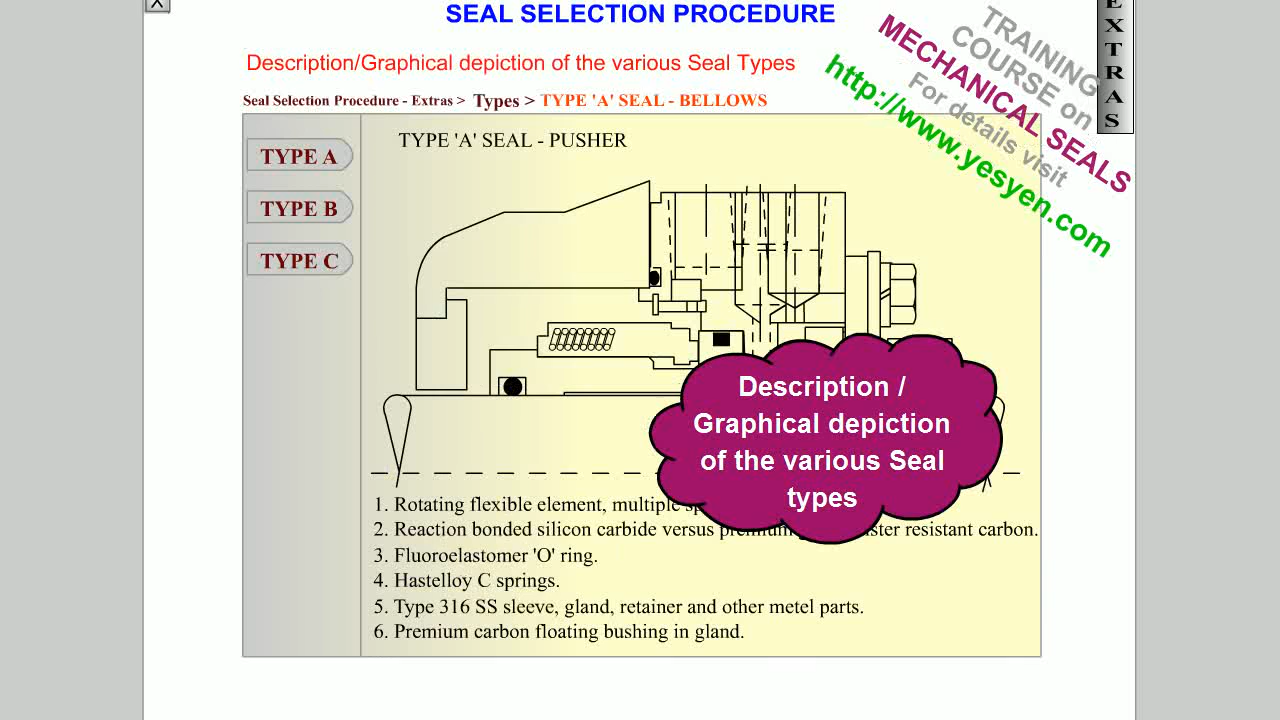 SEAL SELECTION PROCEDURE
Description/Graphical depiction of the various Seal Types
Seal Selection Procedure - Extras > Types > TYPE 'A' SEAL - BELLOWS
X
EXTRAS
TRAINING
COURSE on
MECHANICAL SEALS
For details visit
http://www.yesyen.com
TYPE A
TYPE B
TYPE C
TYPE 'A' SEAL - PUSHER
Description /
Graphical depiction
of the various Seal
types
1. Rotating flexible element, multiple
2. Reaction bonded silicon carbide versus resistant carbon.
3. Fluoroelastomer 'O' ring.
4. Hastelloy C springs.
5. Type 316 SS sleeve, gland, retainer and other metel parts.
6. Premium carbon floating bushing in gland.